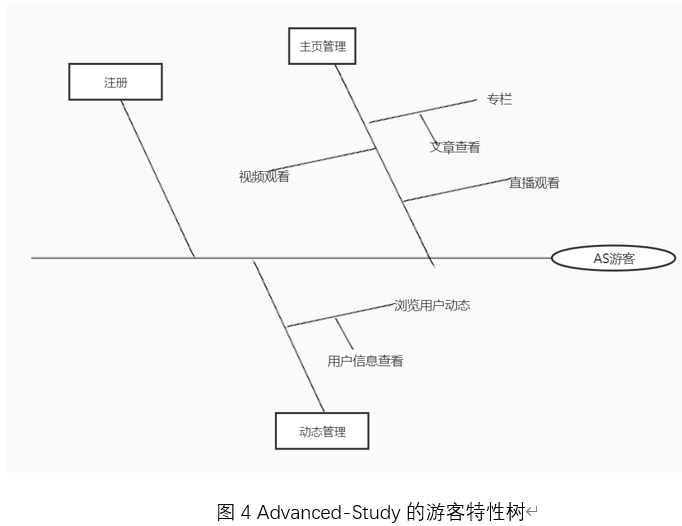 主页管理
注册
专栏
文章查看
视频观看
直播观看
AS游客
浏览用户动态
用户信息查看
动态管理
图 4 Advanced-Study 的游客特性树↵